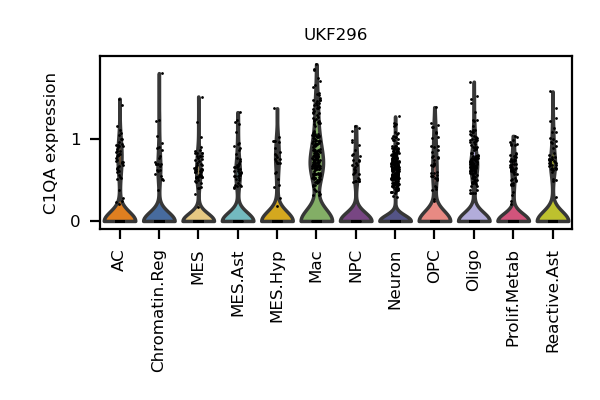 UKF296
C1QA expression
1
0
AC
Chromatin.Reg
MES
MES.Ast
MES.Hyp
Mac
NPC
Neuron
OPC
Oligo
Prolif.Metab
Reactive.Ast